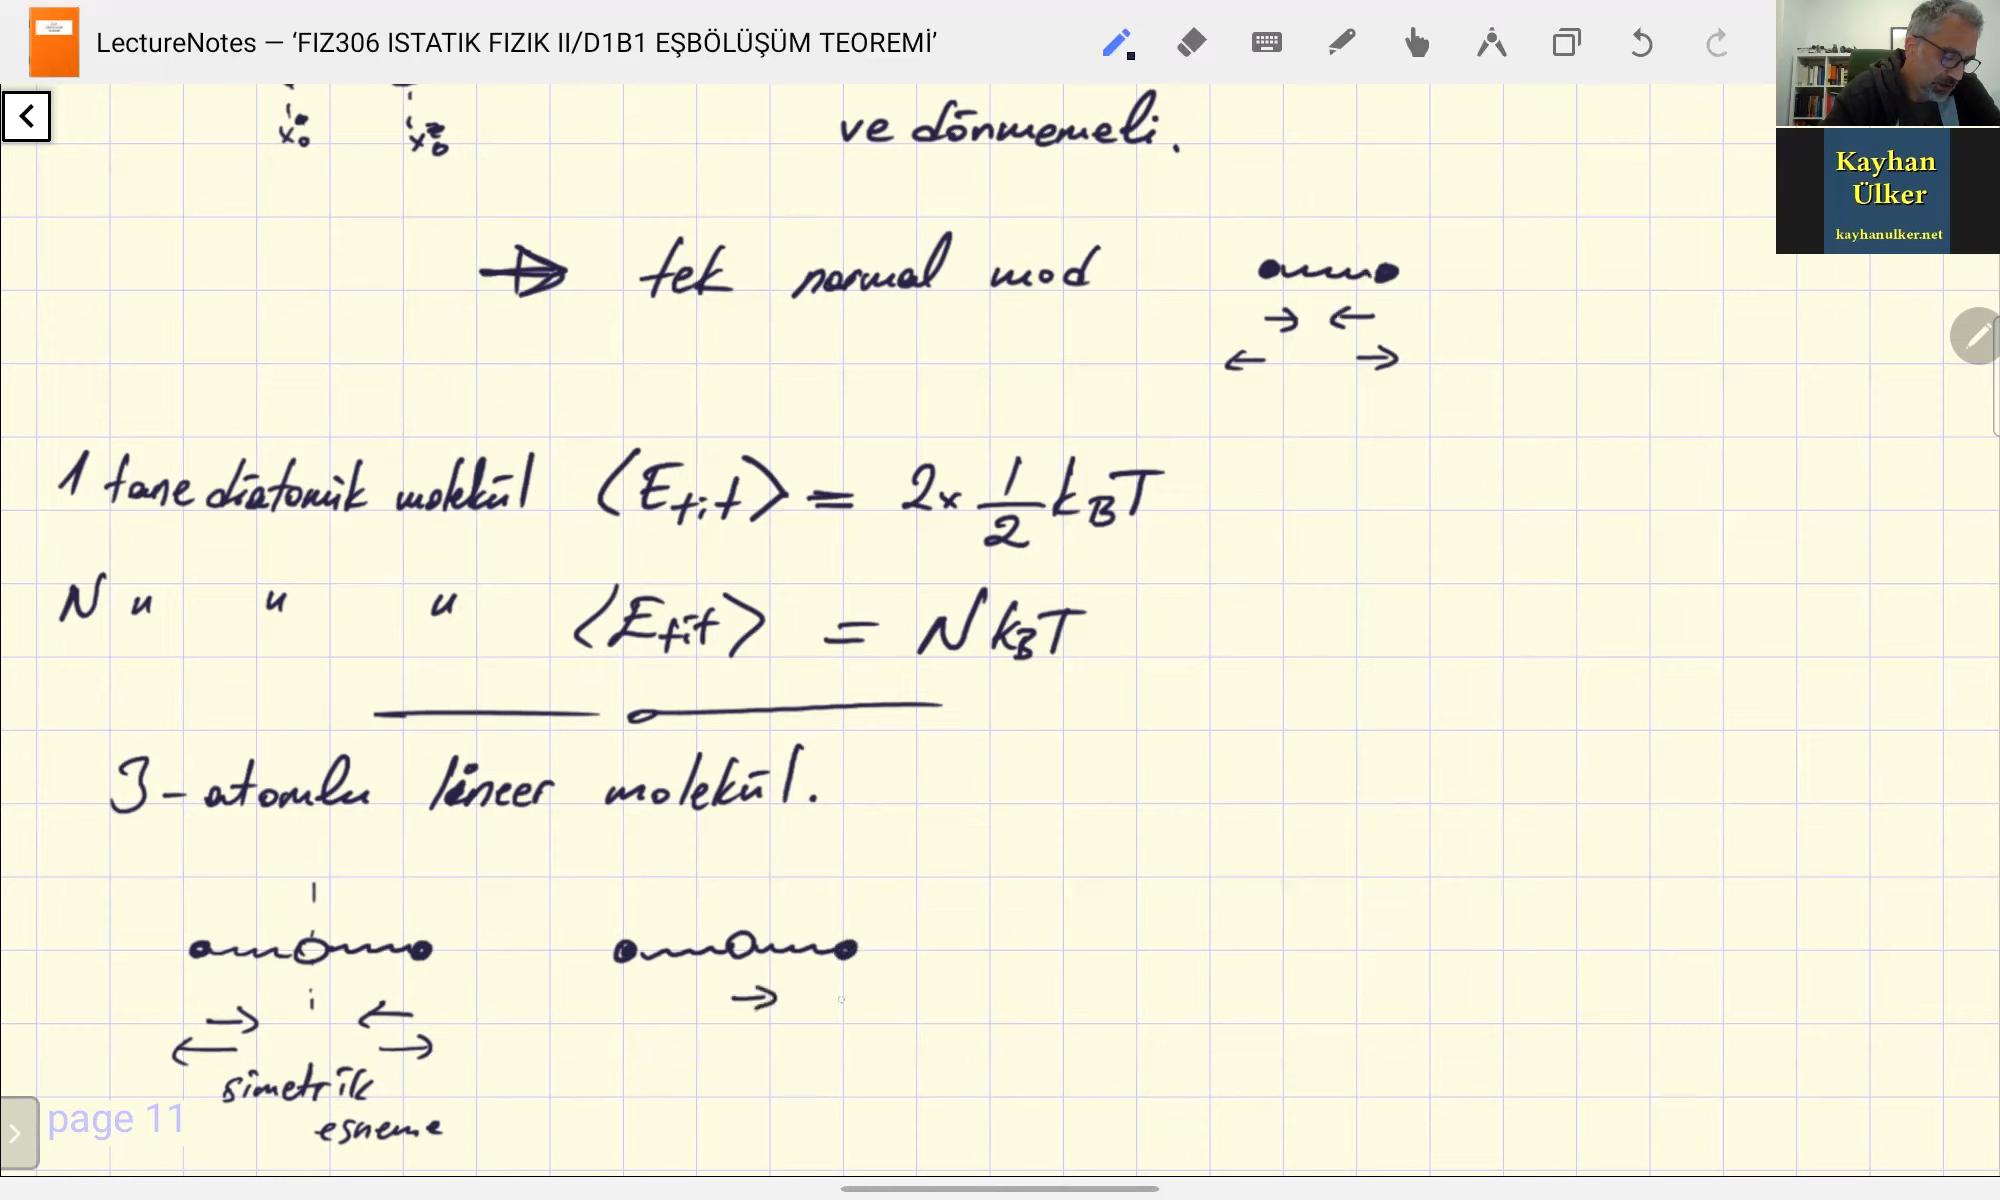 LectureNotes — ‘FIZ306 ISTATIK FIZIK II/D1B1 EŞBÖLÜŞÜM TEOREMİ’
Kayhan
Ülker
kayhanulker.net
ve dönmemeli.
tek normal mod
1 tane diatomik molekül ⟨E_tit⟩ = 2x 1/2 k_B T
N " " " ⟨E_tit⟩ = N k_B T
3-atomlu lineer molekül.
simetrik
esneme
page 11